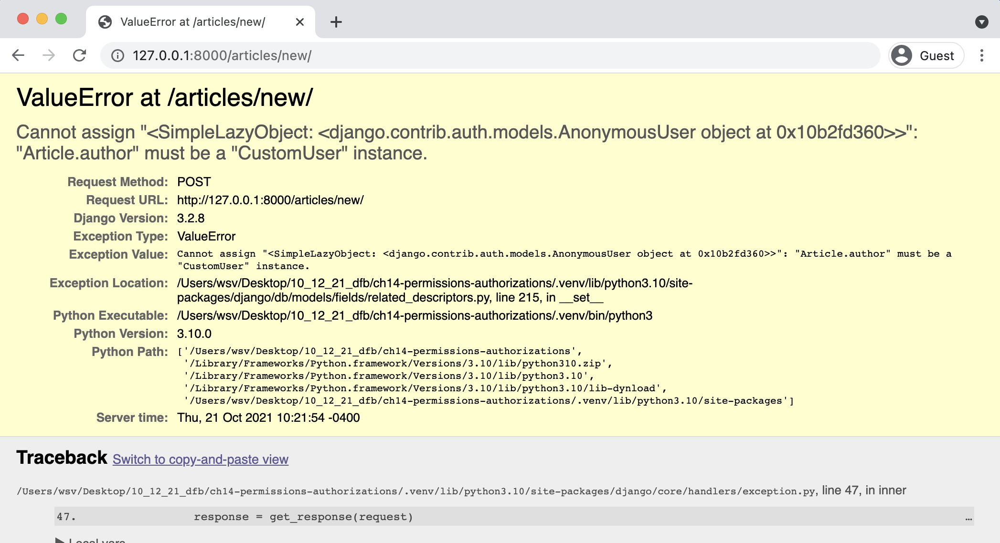 ValueError at /articles/new/
127.0.0.1:8000/articles/new/
Guest
ValueError at /articles/new/
Cannot assign "<SimpleLazyObject: <django.contrib.auth.models.AnonymousUser object at 0x10b2fd360>>":
"Article.author" must be a "CustomUser" instance.
Request Method: POST
Request URL: http://127.0.0.1:8000/articles/new/
Django Version: 3.2.8
Exception Type: ValueError
Exception Value: Cannot assign "<SimpleLazyObject: <django.contrib.auth.models.AnonymousUser object at 0x10b2fd360>>": "Article.author" must be a
"CustomUser" instance.
Exception Location: /Users/wsv/Desktop/10_12_21_dfb/ch14-permissions-authorizations/.venv/lib/python3.10/site-
packages/django/db/models/fields/related_descriptors.py, line 215, in __set__
Python Executable: /Users/wsv/Desktop/10_12_21_dfb/ch14-permissions-authorizations/.venv/bin/python3
Python Version: 3.10.0
Python Path: ['/Users/wsv/Desktop/10_12_21_dfb/ch14-permissions-authorizations',
'/Library/Frameworks/Python.framework/Versions/3.10/lib/python310.zip',
'/Library/Frameworks/Python.framework/Versions/3.10/lib/python3.10',
'/Library/Frameworks/Python.framework/Versions/3.10/lib/python3.10/lib-dynload',
'/Users/wsv/Desktop/10_12_21_dfb/ch14-permissions-authorizations/.venv/lib/python3.10/site-packages']
Server time: Thu, 21 Oct 2021 10:21:54 -0400
Traceback Switch to copy-and-paste view
/Users/wsv/Desktop/10_12_21_dfb/ch14-permissions-authorizations/.venv/lib/python3.10/site-packages/django/core/handlers/exception.py, line 47, in inner
47. response = get_response(request) …
Local vars